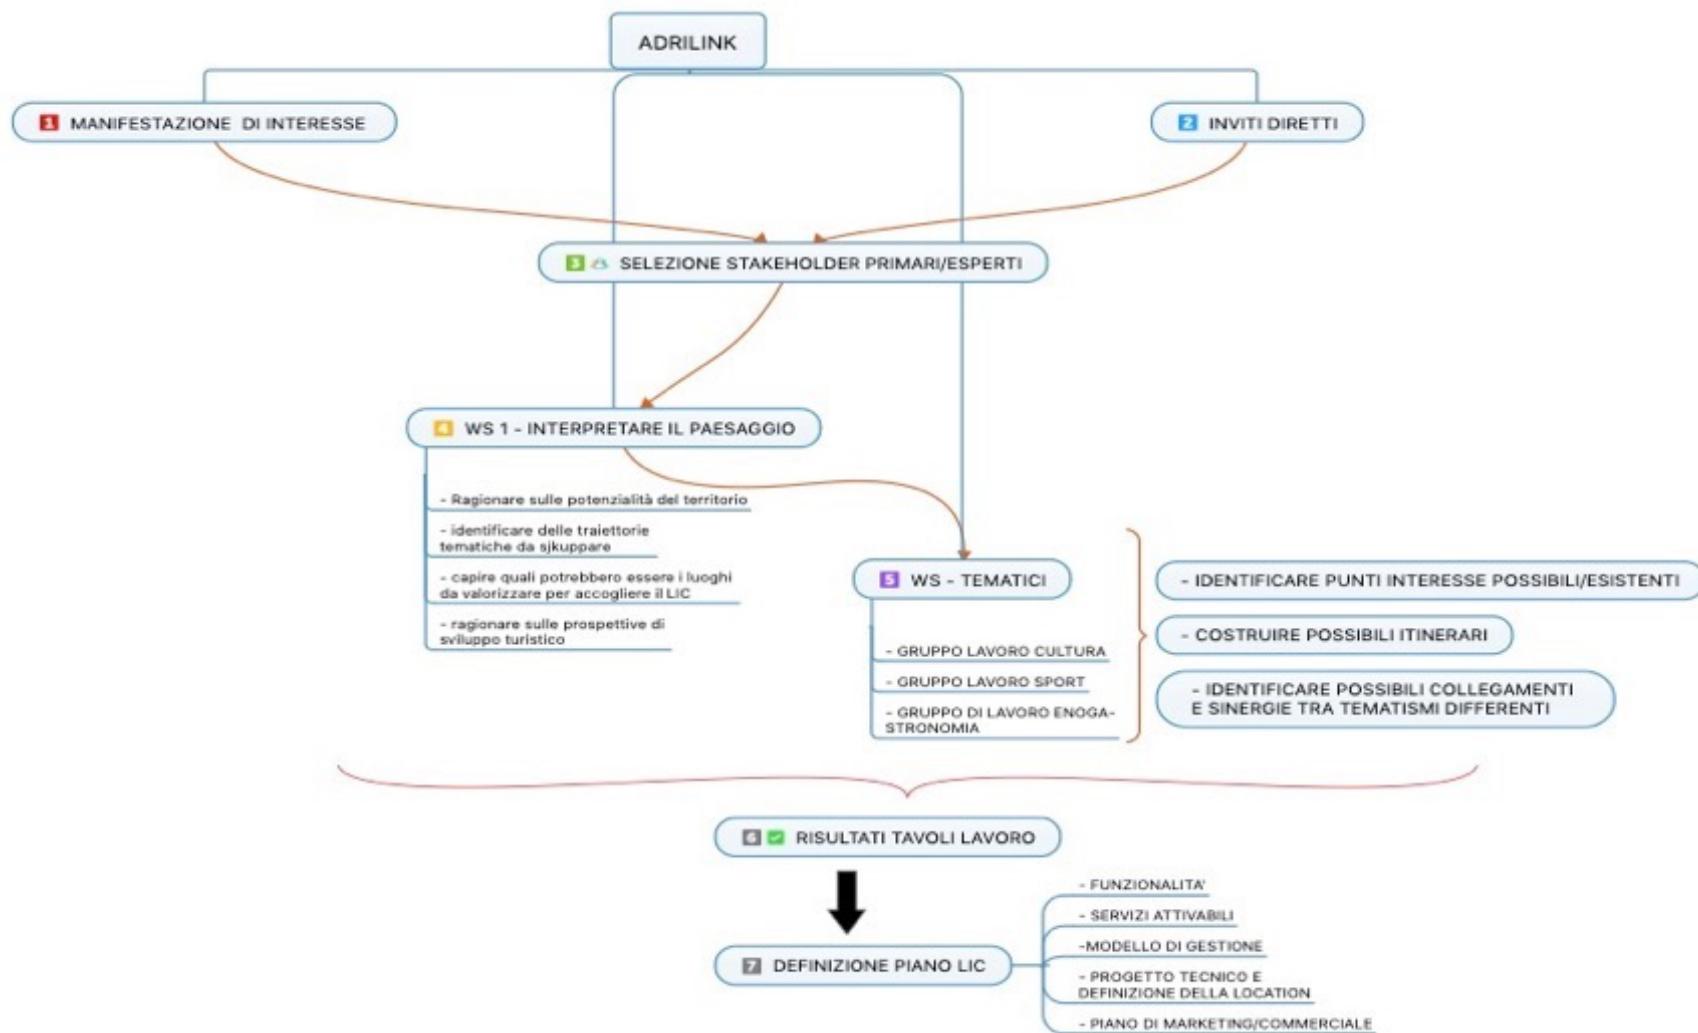 ADRILINK
1 MANIFESTAZIONE DI INTERESSE
2 INVITI DIRETTI
3 SELEZIONE STAKEHOLDER PRIMARI/ESPERTI
4 WS 1 - INTERPRETARE IL PAESAGGIO
- Ragionare sulle potenzialità del territorio
- identificare delle traiettorie
tematiche da sjkuppare
- capire quali potrebbero essere i luoghi
da valorizzare per accogliere il LIC
- ragionare sulle prospettive di
sviluppo turistico
5 WS - TEMATICI
- GRUPPO LAVORO CULTURA
- GRUPPO LAVORO SPORT
- GRUPPO DI LAVORO ENOGA-
STRONOMIA
- IDENTIFICARE PUNTI INTERESSE POSSIBILI/ESISTENTI
- COSTRUIRE POSSIBILI ITINERARI
- IDENTIFICARE POSSIBILI COLLEGAMENTI
E SINERGIE TRA TEMATISMI DIFFERENTI
6 RISULTATI TAVOLI LAVORO
7 DEFINIZIONE PIANO LIC
- FUNZIONALITA'
- SERVIZI ATTIVABILI
-MODELLO DI GESTIONE
- PROGETTO TECNICO E
DEFINIZIONE DELLA LOCATION
- PIANO DI MARKETING/COMMERCIALE